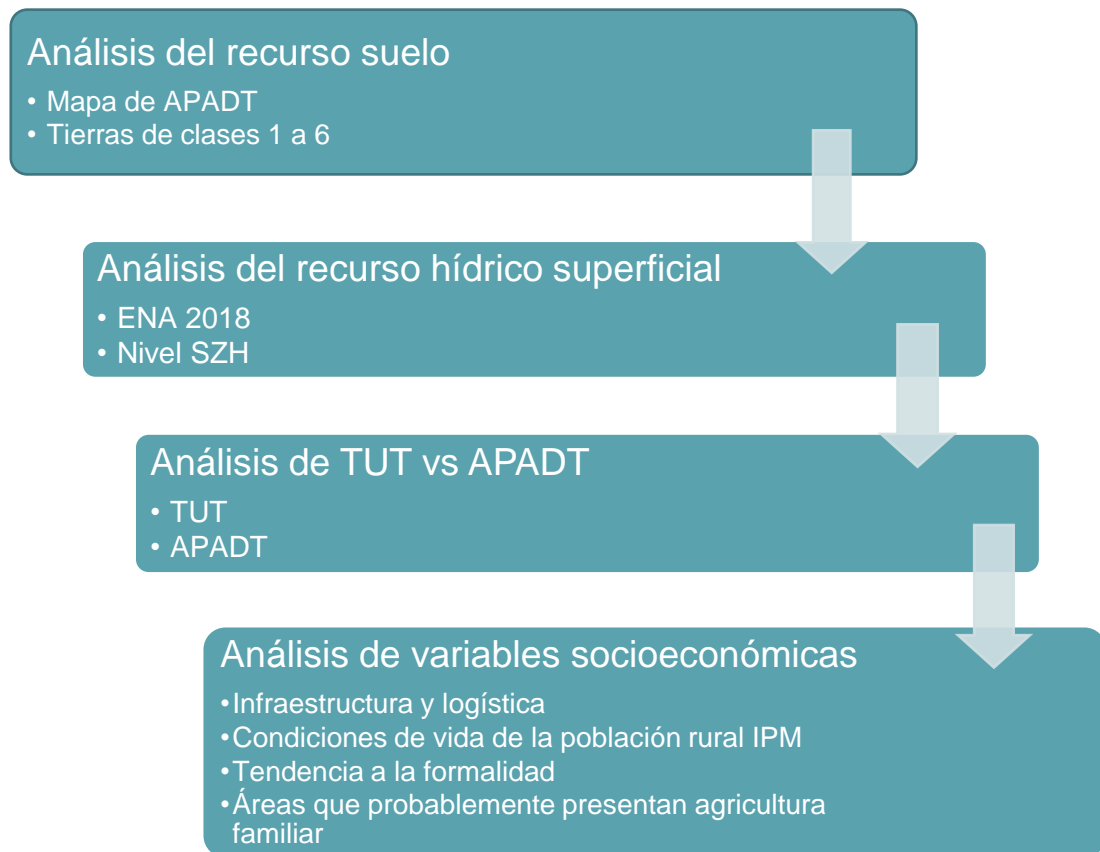 Análisis del recurso suelo
• Mapa de APADT
• Tierras de clases 1 a 6
Análisis del recurso hídrico superficial
• ENA 2018
• Nivel SZH
Análisis de TUT vs APADT
• TUT
• APADT
Análisis de variables socioeconómicas
•Infraestructura y logística
•Condiciones de vida de la población rural IPM
•Tendencia a la formalidad
•Áreas que probablemente presentan agricultura
familiar